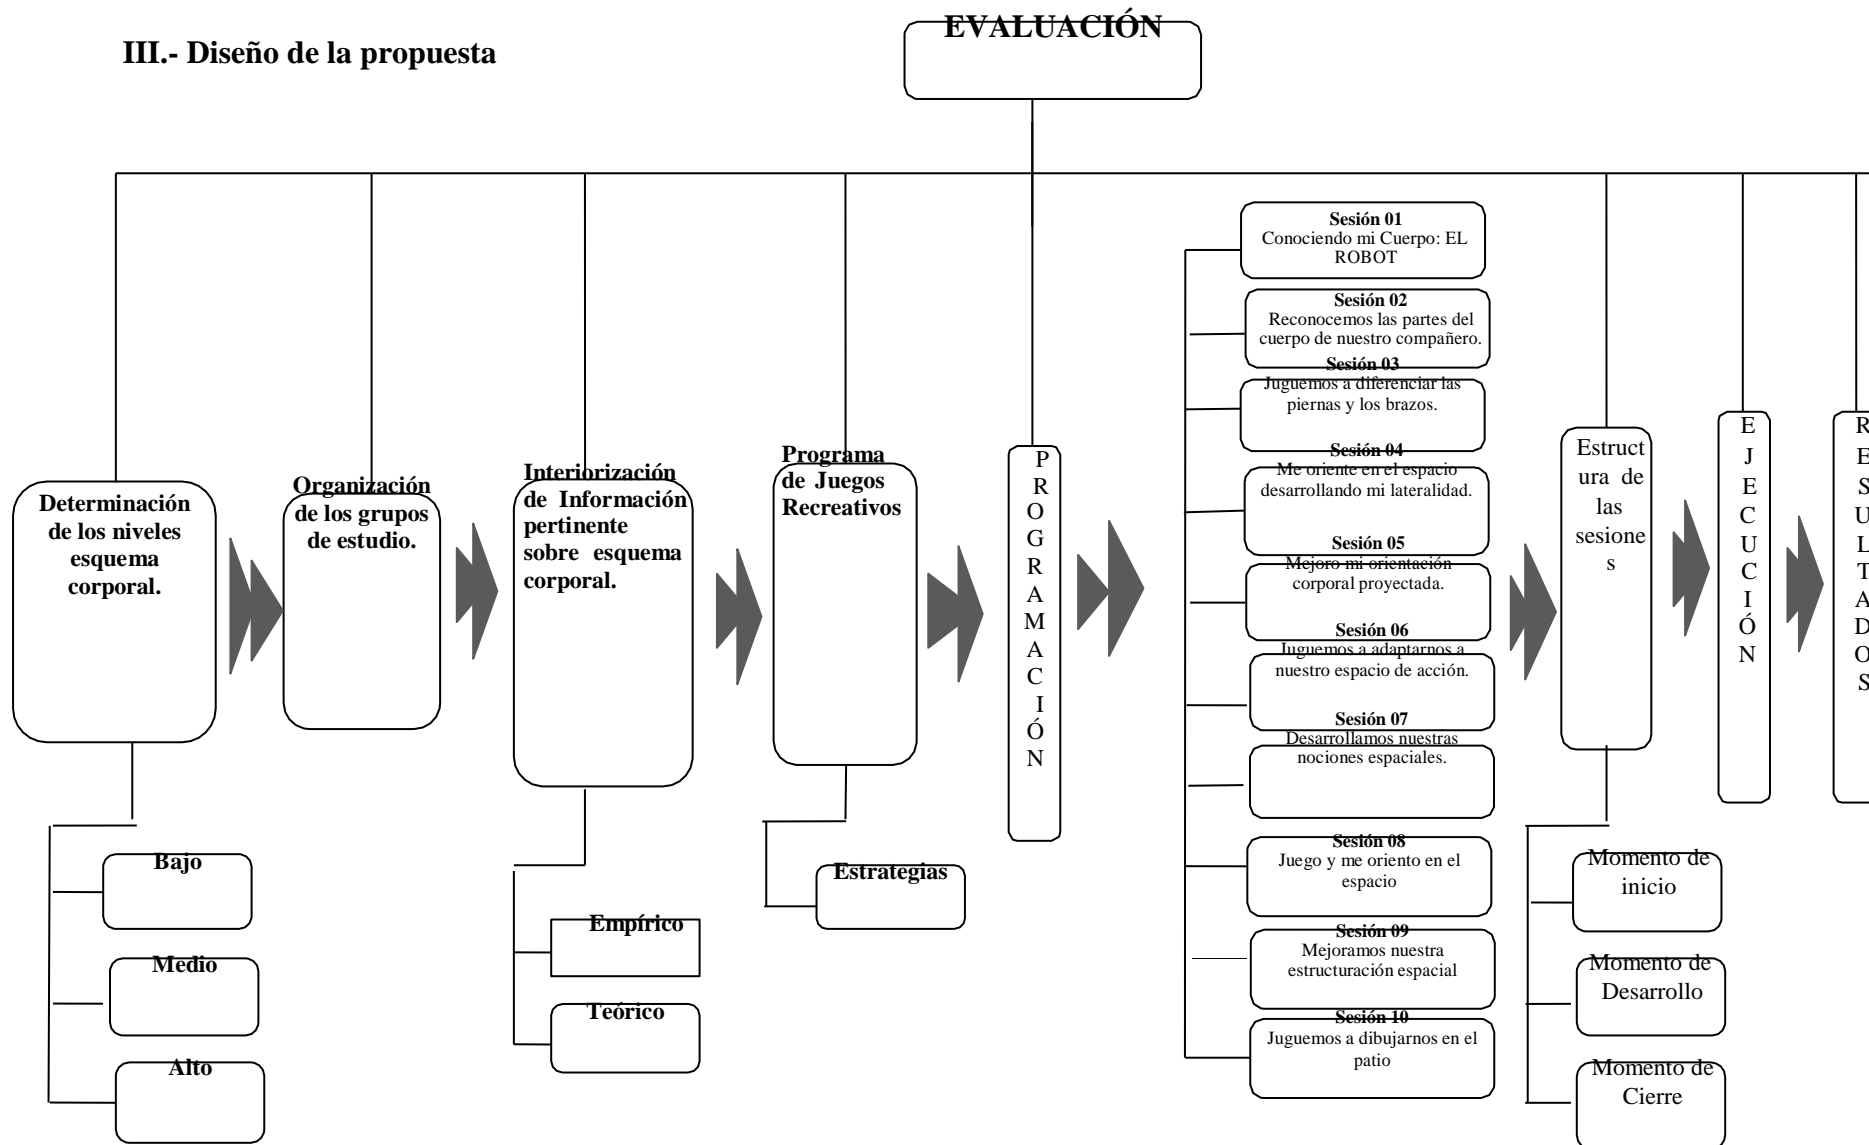 III.- Diseño de la propuesta
EVALUACIÓN
Determinación
de los niveles
esquema
corporal.
Bajo
Medio
Alto
Organización
de los grupos
de estudio.
Interiorización
de Información
pertinente
sobre esquema
corporal.
Empírico
Teórico
Programa
de Juegos
Recreativos
Estrategias
PROGRAMACIÓN
Sesión 01
Conociendo mi Cuerpo: EL
ROBOT
Sesión 02
Reconocemos las partes del
cuerpo de nuestro compañero.
Sesión 03
Juguemos a diferenciar las
piernas y los brazos.
Sesión 04
Me oriente en el espacio
desarrollando mi lateralidad.
Sesión 05
Mejoro mi orientación
corporal proyectada.
Sesión 06
Juguemos a adaptarnos a
nuestro espacio de acción.
Sesión 07
Desarrollamos nuestras
nociones espaciales.
Sesión 08
Juego y me oriento en el
espacio
Sesión 09
Mejoramos nuestra
estructuración espacial
Sesión 10
Juguemos a dibujarnos en el
patio
Estruct
ura de
las
sesione
s
Momento de
inicio
Momento de
Desarrollo
Momento de
Cierre
EJECUCIÓN
RESULTADOS